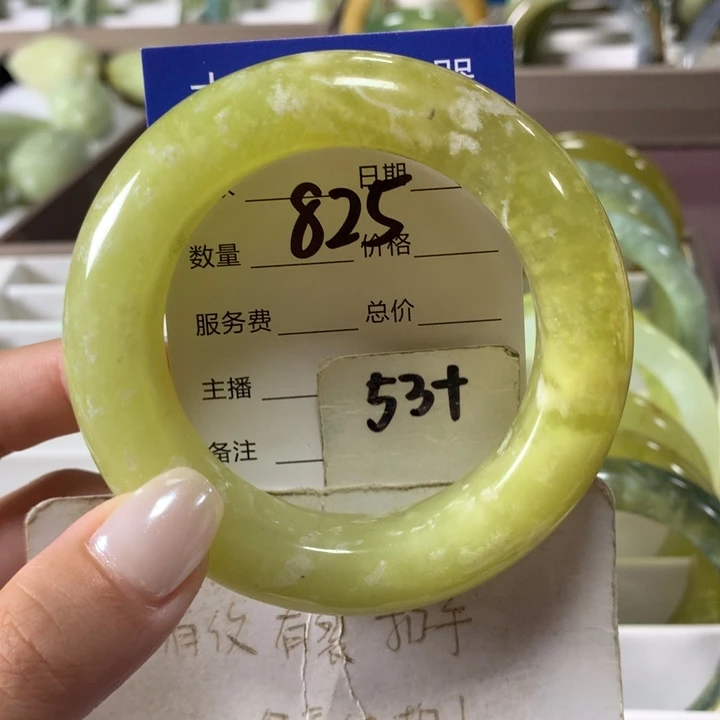 日期
825
数量 价格
服务费 总价
主播
53+
备注
有纹 有裂 扣手